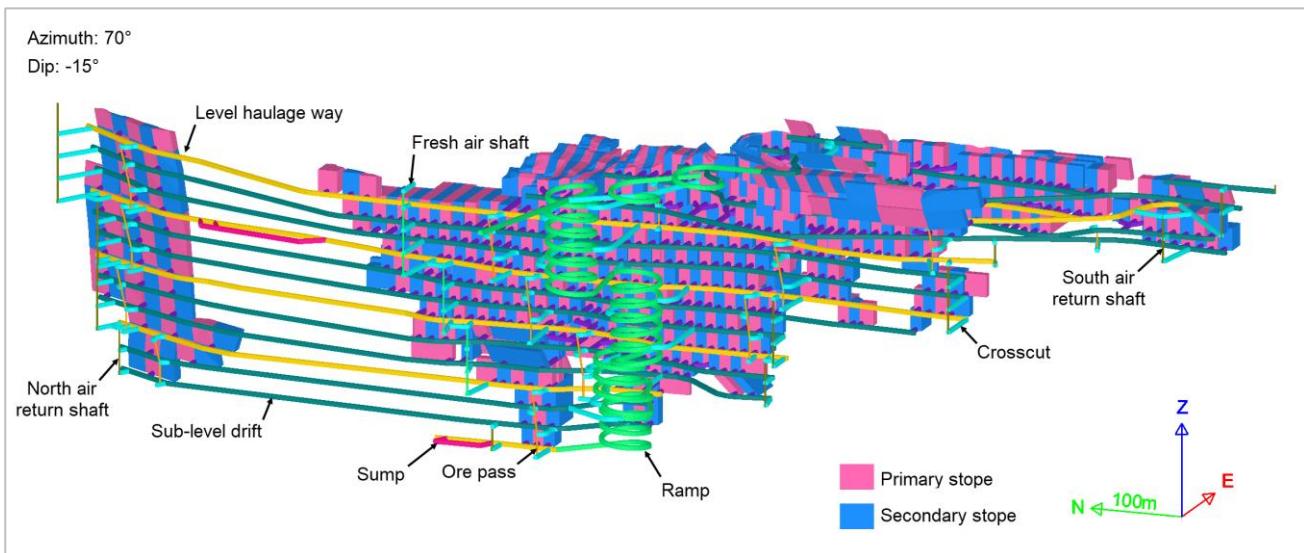 Azimuth: 70°
Dip: -15°
Level haulage way
Fresh air shaft
South air
return shaft
Crosscut
North air
return shaft
Sub-level drift
Sump
Ore pass
Ramp
Primary stope
Secondary stope
Z
E
N
100m